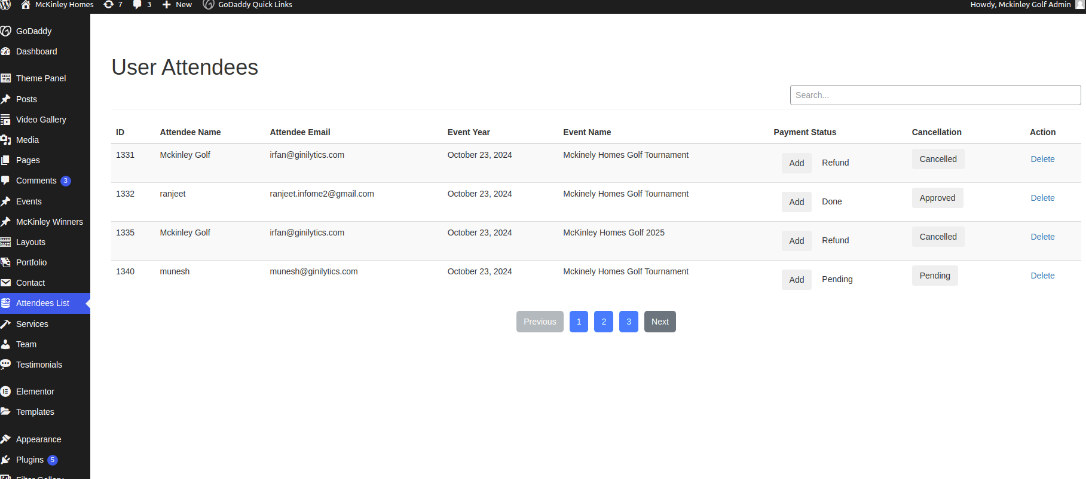 McKinley Homes 7 3 New GoDaddy Quick Links Howdy, Mckinley Golf Admin
GoDaddy
Dashboard
Theme Panel
Posts
Video Gallery
Media
Pages
Comments 3
Events
McKinley Winners
Layouts
Portfolio
Contact
Attendees List
Services
Team
Testimonials
Elementor
Templates
Appearance
Plugins 5
User Attendees
Search...
ID Attendee Name Attendee Email Event Year Event Name Payment Status Cancellation Action
1331 Mckinley Golf irfan@ginilytics.com October 23, 2024 Mckinely Homes Golf Tournament Add Refund Cancelled Delete
1332 ranjeet ranjeet.infome2@gmail.com October 23, 2024 Mckinely Homes Golf Tournament Add Done Approved Delete
1335 Mckinley Golf irfan@ginilytics.com October 23, 2024 McKinley Homes Golf 2025 Add Refund Cancelled Delete
1340 munesh munesh@ginilytics.com October 23, 2024 Mckinely Homes Golf Tournament Add Pending Pending Delete
Previous 1 2 3 Next